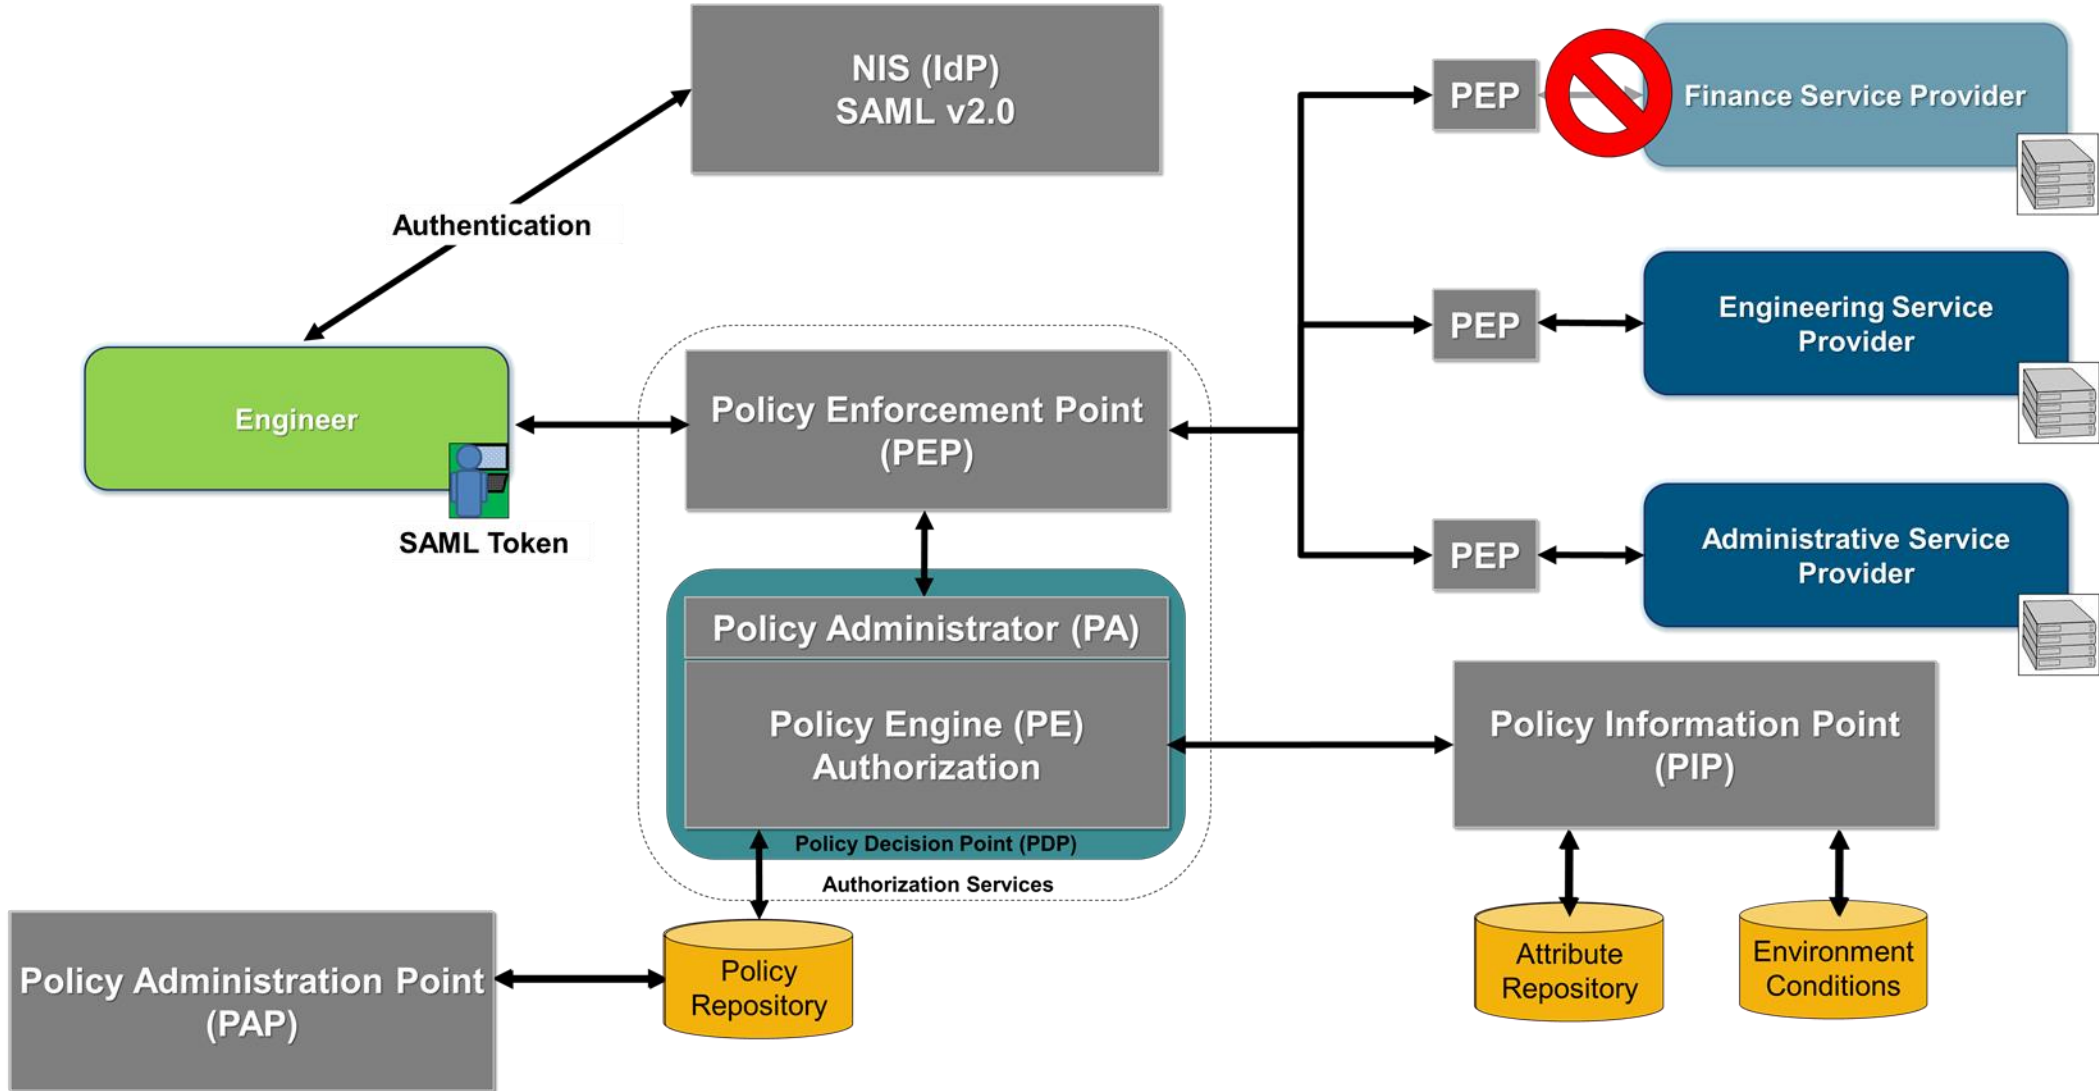 NIS (IdP)
SAML v2.0
PEP
Finance Service Provider
Authentication
PEP
Engineering Service
Provider
Engineer
SAML Token
Policy Enforcement Point
(PEP)
PEP
Administrative Service
Provider
Policy Administrator (PA)
Policy Engine (PE)
Authorization
Policy Decision Point (PDP)
Authorization Services
Policy Information Point
(PIP)
Policy Administration Point
(PAP)
Policy
Repository
Attribute
Repository
Environment
Conditions